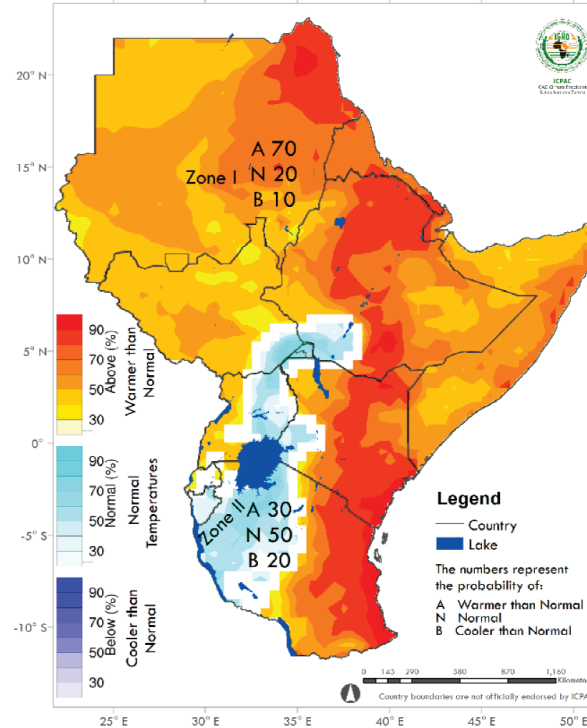 IGAD
ICPAC
20° N
15° N
10° N
5° N
0°
-5° S
-10° S
Zone I
A 70
N 20
B 10
Zone II
A 30
N 50
B 20
90
70
50
30
Above (%)
Warmer than
Normal
90
70
50
30
Normal (%)
Normal
Temperatures
90
70
50
30
Below (%)
Cooler than
Normal
Legend
Country
Lake
The numbers represent
the probability of:
A Warmer than Normal
N Normal
B Cooler than Normal
0 145 290 580 870 1,160
Kilomete
Country boundaries are not officially endorsed by ICPA
25° E 30° E 35° E 40° E 45° E 50° E